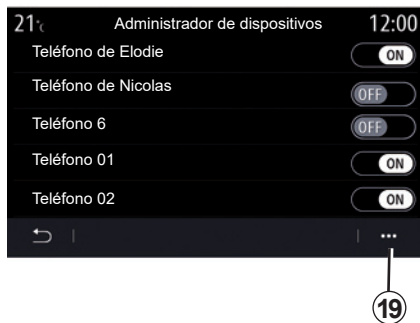 21°c Administrador de dispositivos 12:00
Teléfono de Elodie ON
Teléfono de Nicolas OFF
Teléfono 6 OFF
Teléfono 01 ON
Teléfono 02 ON
19